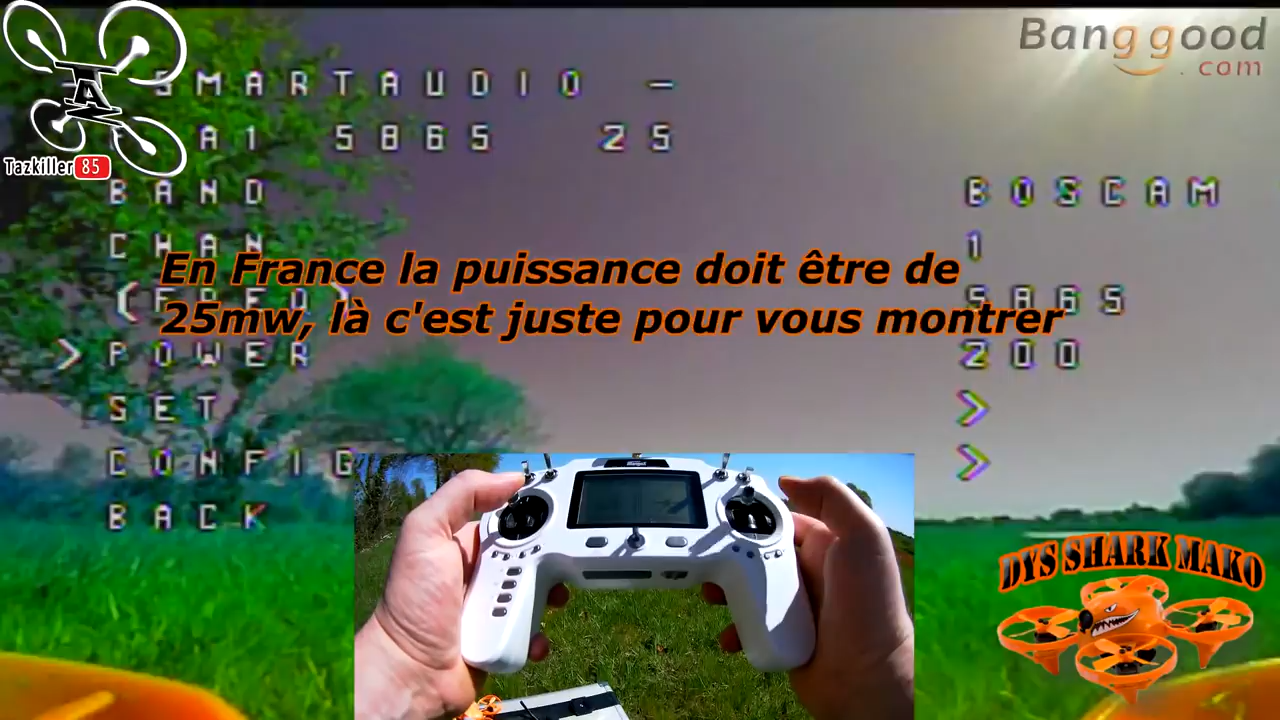 Banggood
.com
- SMARTAUDIO -
A1 5865 25
Tazkiller 85
BAND BOSCAM
CHAN 1
En France la puissance doit être de
(FREQ) 5865
25mw, là c'est juste pour vous montrer
> POWER 200
SET >
CONFIG >
BACK
DYS SHARK MAKO